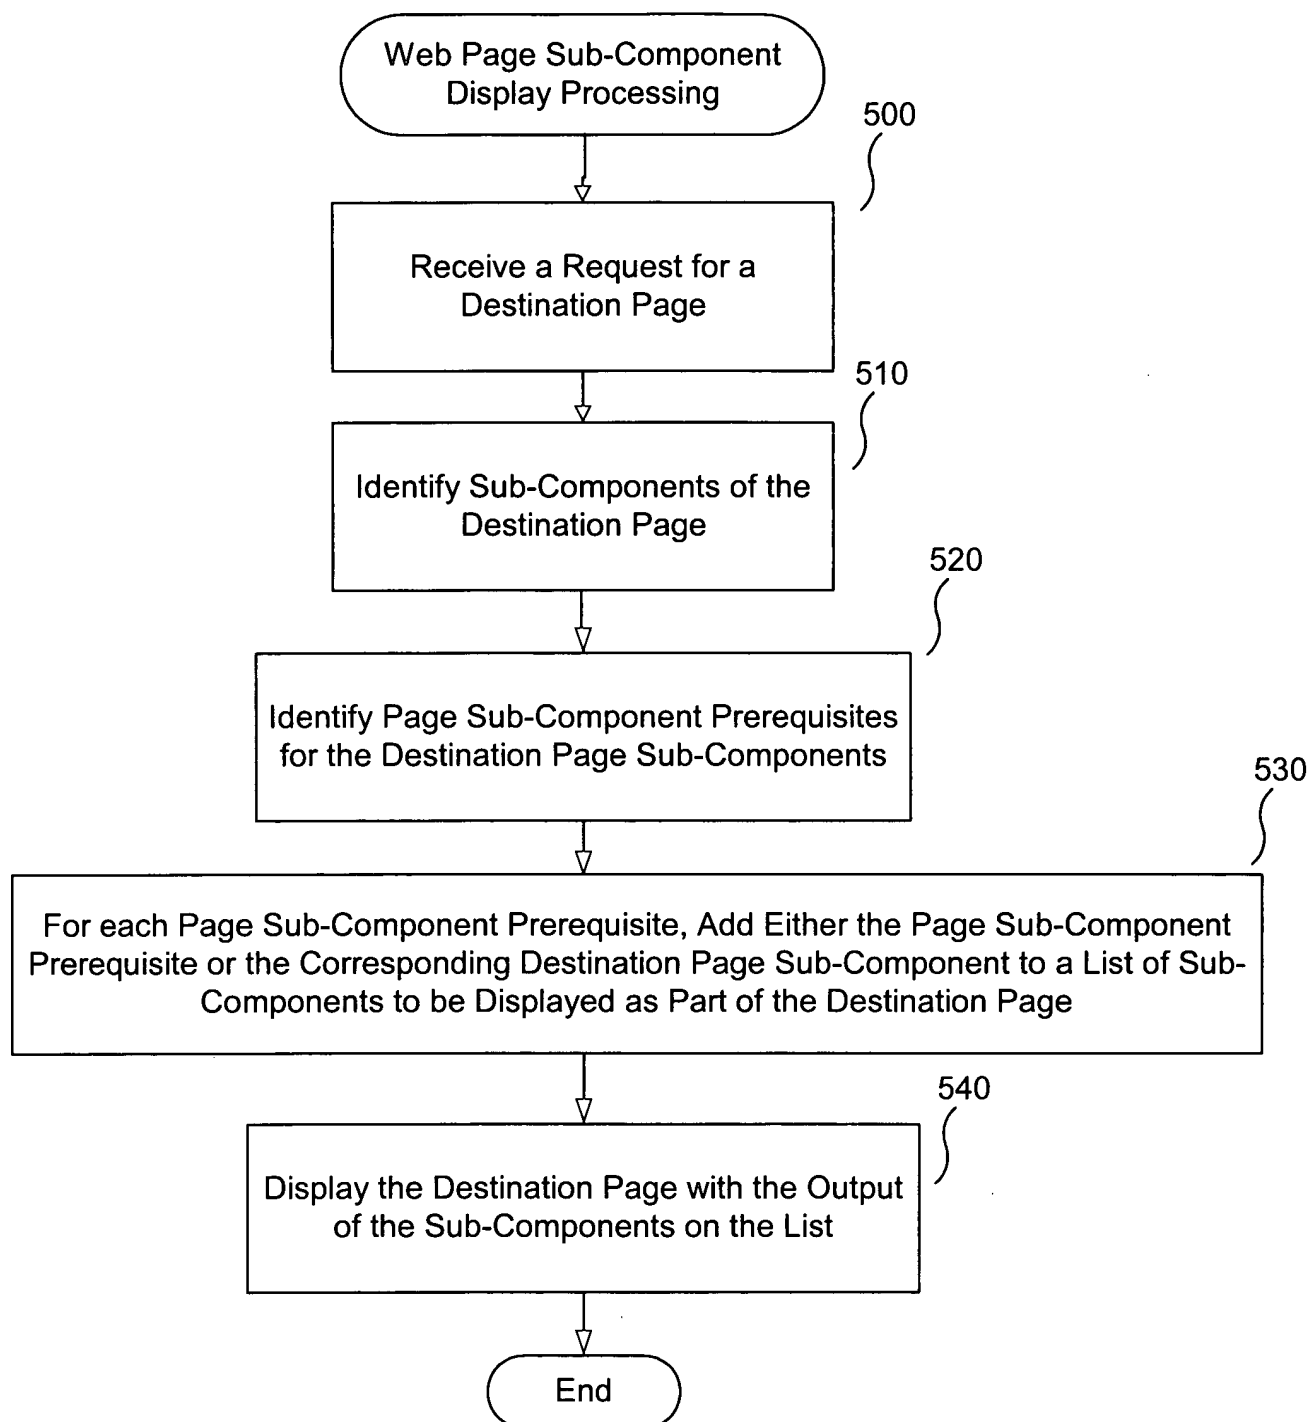 Web Page Sub-Component
Display Processing
500
Receive a Request for a
Destination Page
510
Identify Sub-Components of the
Destination Page
520
Identify Page Sub-Component Prerequisites
for the Destination Page Sub-Components
530
For each Page Sub-Component Prerequisite, Add Either the Page Sub-Component
Prerequisite or the Corresponding Destination Page Sub-Component to a List of Sub-
Components to be Displayed as Part of the Destination Page
540
Display the Destination Page with the Output
of the Sub-Components on the List
End